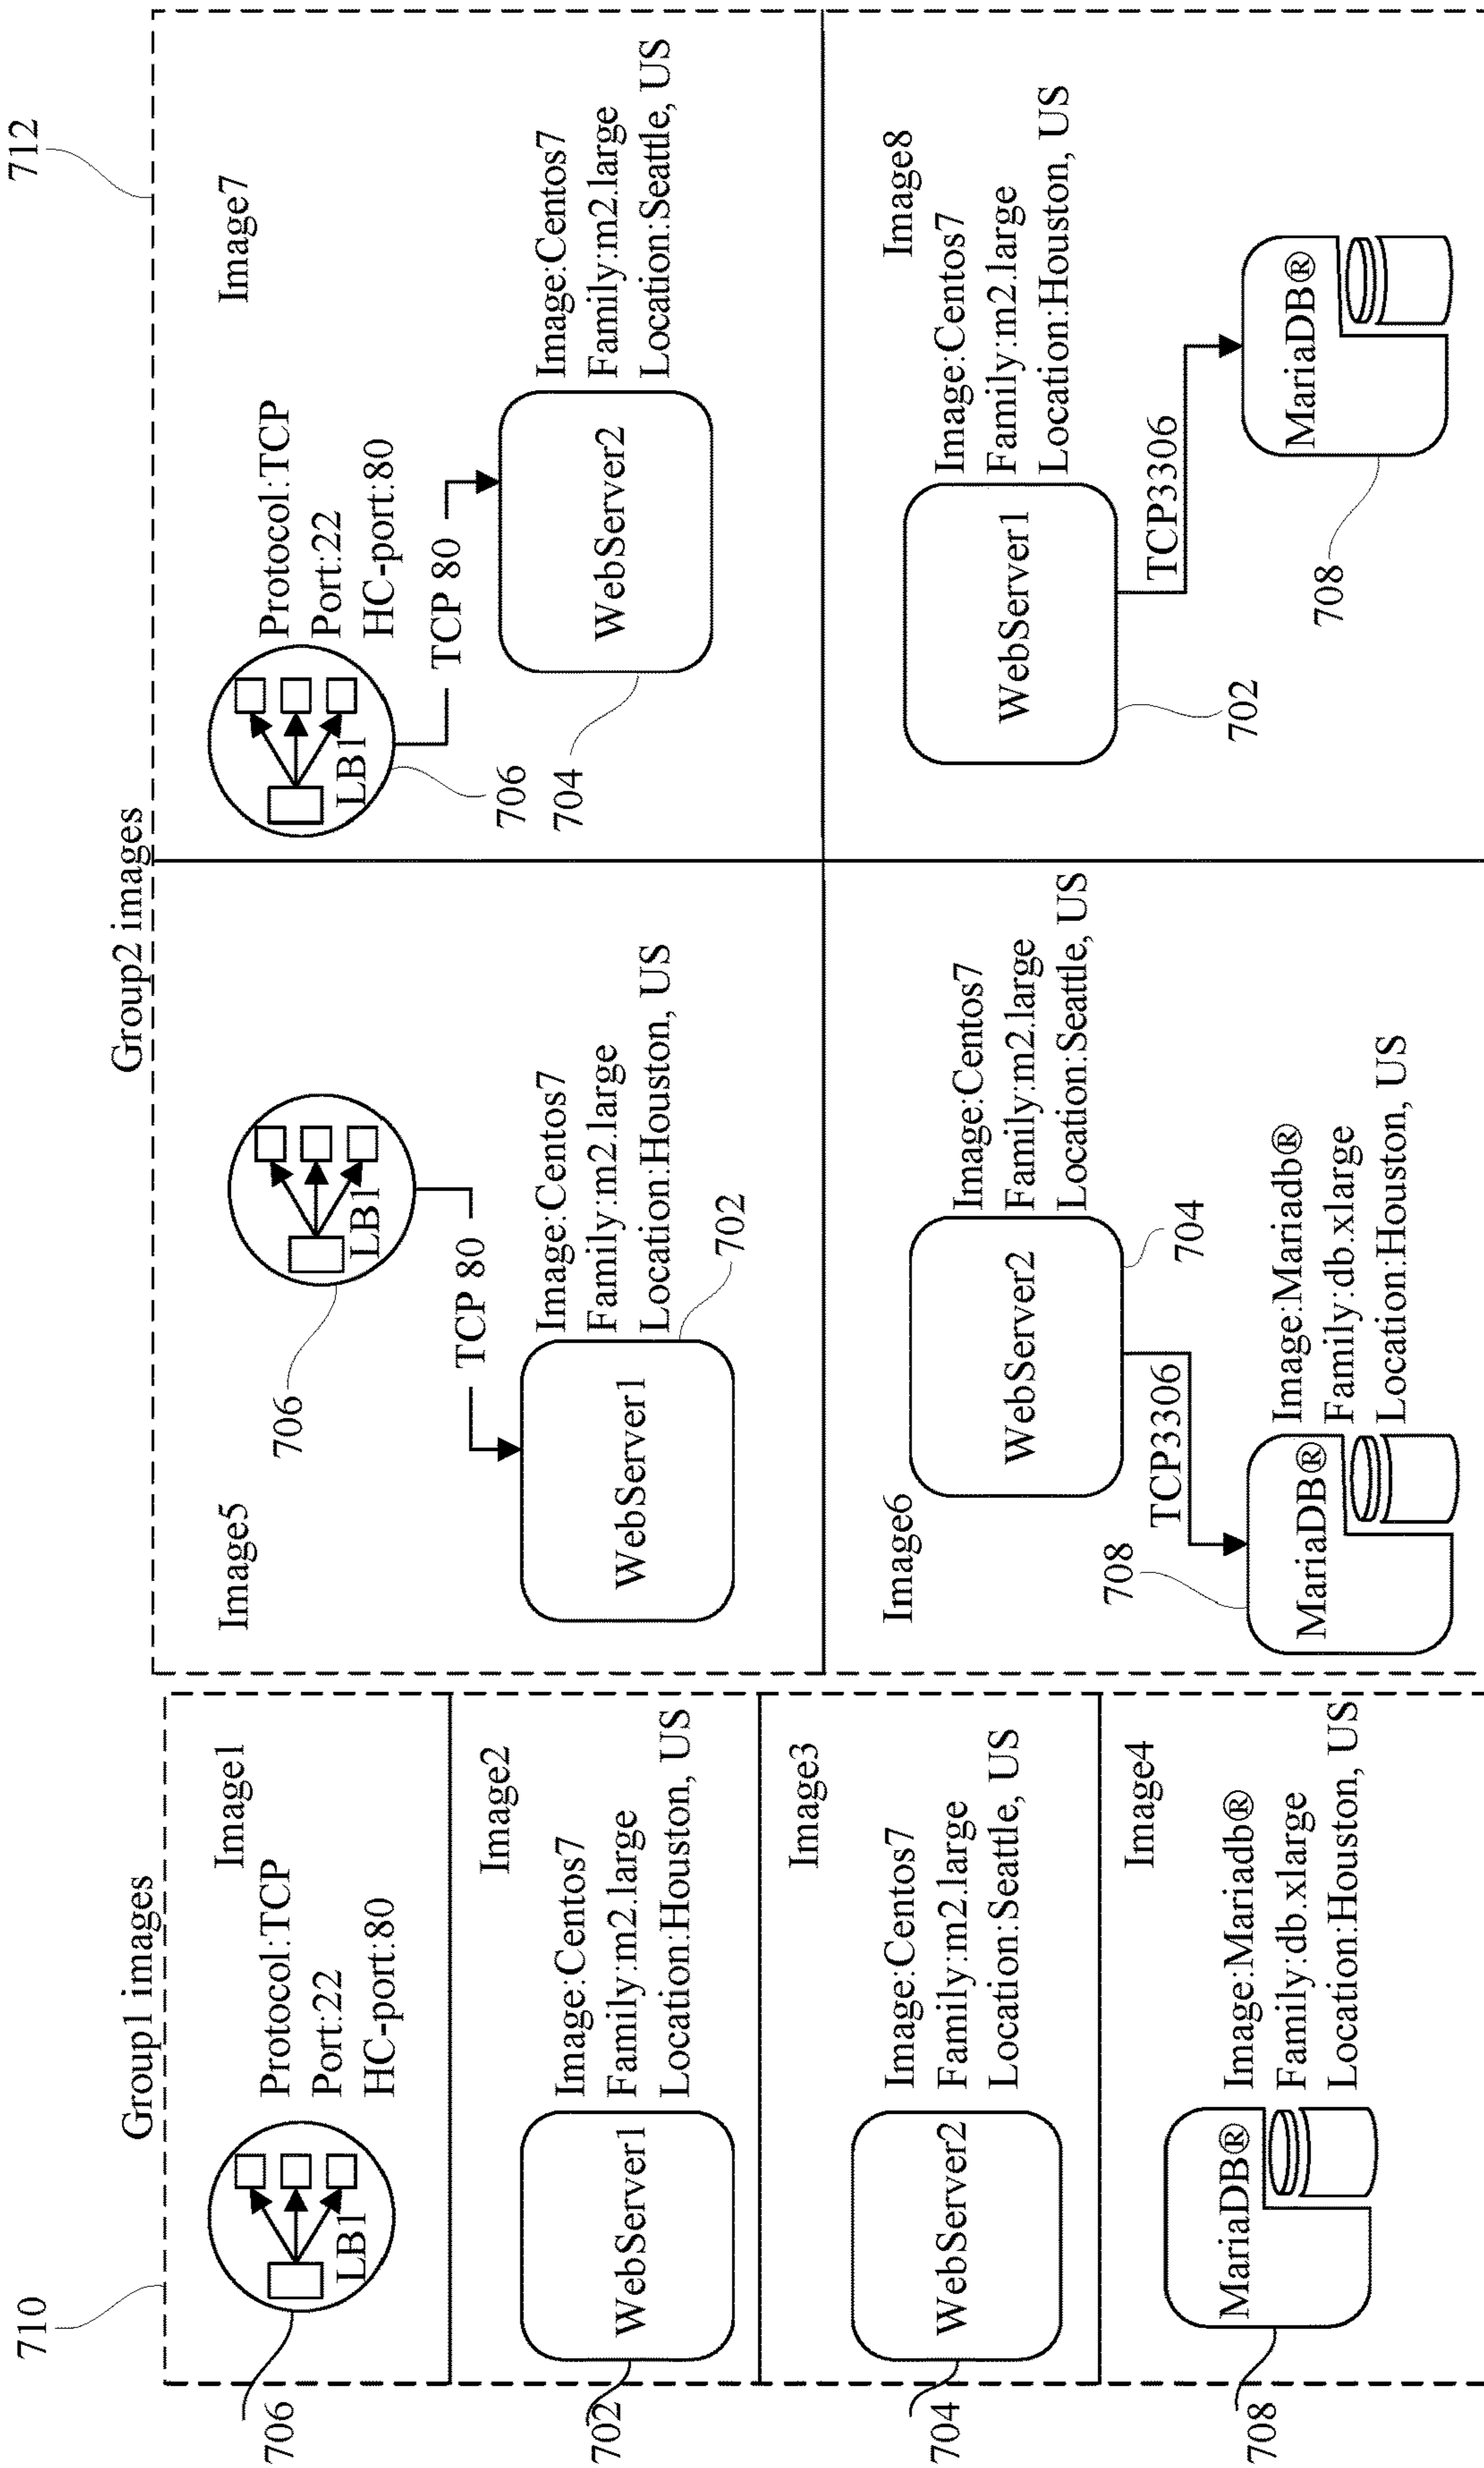 710
Group1 images
706
LB1
Protocol:TCP
Port:22
HC-port:80
Image1
702
WebServer1
Image:Centos7
Family:m2.large
Location:Houston, US
Image2
704
WebServer2
Image:Centos7
Family:m2.large
Location:Seattle, US
Image3
708
MariaDB®
Image:Mariadb®
Family:db.xlarge
Location:Houston, US
Image4
712
Group2 images
Image5
706
LB1
TCP 80
WebServer1
Image:Centos7
Family:m2.large
Location:Houston, US
702
Image7
LB1
Protocol:TCP
Port:22
HC-port:80
706
TCP 80
704
WebServer2
Image:Centos7
Family:m2.large
Location:Seattle, US
Image6
WebServer2
Image:Centos7
Family:m2.large
Location:Seattle, US
704
TCP3306
708
MariaDB®
Image:Mariadb®
Family:db.xlarge
Location:Houston, US
Image8
WebServer1
Image:Centos7
Family:m2.large
Location:Houston, US
702
TCP3306
MariaDB®
708